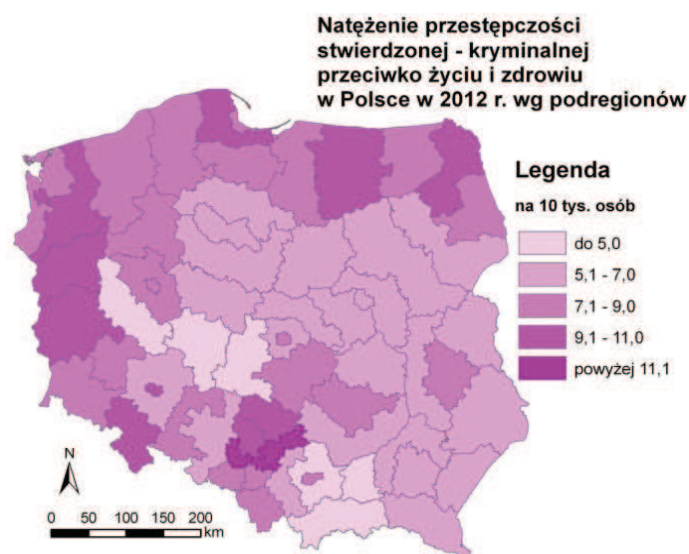 Natężenie przestępczości
stwierdzonej - kryminalnej
przeciwko życiu i zdrowiu
w Polsce w 2012 r. wg podregionów
Legenda
na 10 tys. osób
do 5,0
5,1 - 7,0
7,1 - 9,0
9,1 - 11,0
powyżej 11,1
N
0 50 100 150 200
km